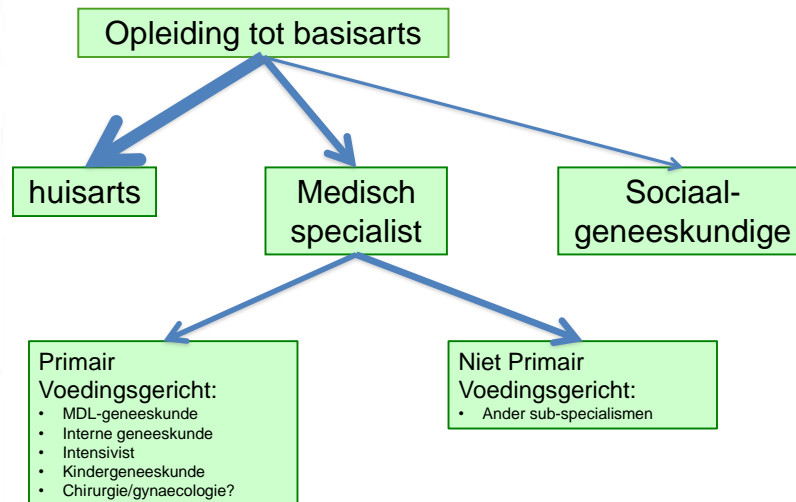 Opleiding tot basisarts
huisarts
Medisch
specialist
Sociaal-
geneeskundige
Primair
Voedingsgericht:
• MDL-geneeskunde
• Interne geneeskunde
• Intensivist
• Kindergeneeskunde
• Chirurgie/gynaecologie?
Niet Primair
Voedingsgericht:
• Ander sub-specialismen